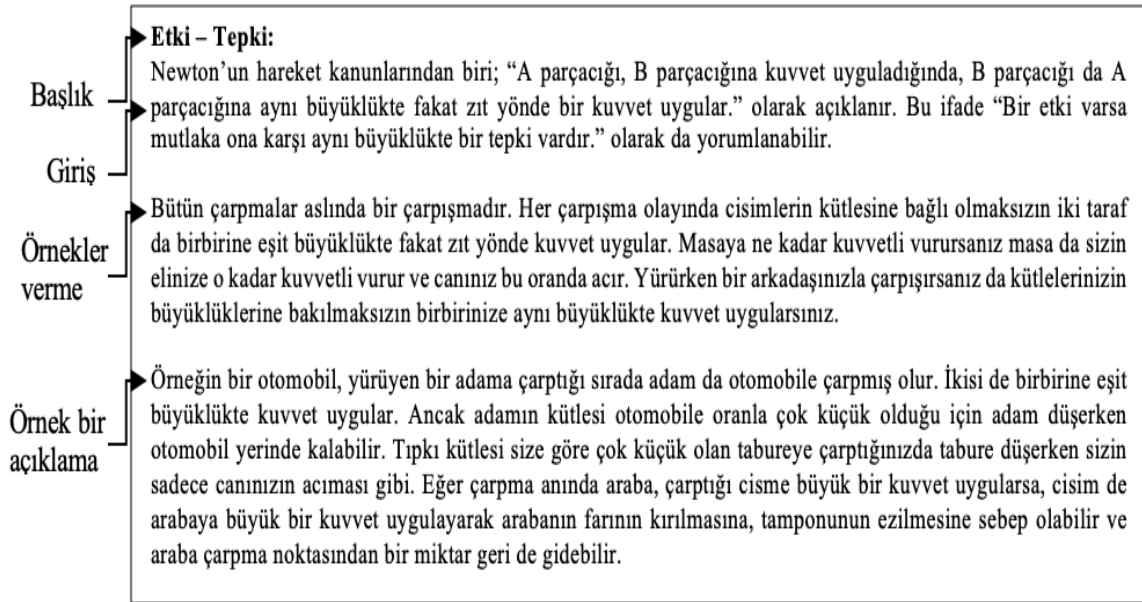 Başlık
Giriş
Örnekler
verme
Örnek bir
açıklama
Etki – Tepki:
Newton’un hareket kanunlarından biri; “A parçacığı, B parçacığına kuvvet uyguladığında, B parçacığı da A
parçacığına aynı büyüklükte fakat zıt yönde bir kuvvet uygular.” olarak açıklanır. Bu ifade “Bir etki varsa
mutlaka ona karşı aynı büyüklükte bir tepki vardır.” olarak da yorumlanabilir.
Bütün çarpmalar aslında bir çarpışmadır. Her çarpışma olayında cisimlerin kütlesine bağlı olmaksızın iki taraf
da birbirine eşit büyüklükte fakat zıt yönde kuvvet uygular. Masaya ne kadar kuvvetli vurursanız masa da sizin
elinize o kadar kuvvetli vurur ve canınız bu oranda acır. Yürürken bir arkadaşınızla çarpışırsanız da kütlelerinizin
büyüklüklerine bakılmaksızın birbirinize aynı büyüklükte kuvvet uygularsınız.
Örneğin bir otomobil, yürüyen bir adama çarptığı sırada adam da otomobile çarpmış olur. İkisi de birbirine eşit
büyüklükte kuvvet uygular. Ancak adamın kütlesi otomobile oranla çok küçük olduğu için adam düşerken
otomobil yerinde kalabilir. Tıpkı kütlesi size göre çok küçük olan tabureye çarptığınızda tabure düşerken sizin
sadece canınızın acıması gibi. Eğer çarpma anında araba, çarptığı cisme büyük bir kuvvet uygularsa, cisim de
arabaya büyük bir kuvvet uygulayarak arabanın farının kırılmasına, tamponunun ezilmesine sebep olabilir ve
araba çarpma noktasından bir miktar geri de gidebilir.